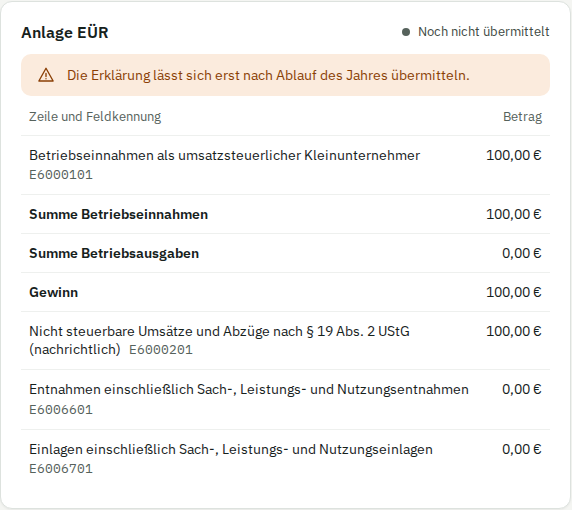 Anlage EÜR
Noch nicht übermittelt
Die Erklärung lässt sich erst nach Ablauf des Jahres übermitteln.
Zeile und Feldkennung Betrag
Betriebseinnahmen als umsatzsteuerlicher Kleinunternehmer 100,00 €
E6000101
Summe Betriebseinnahmen 100,00 €
Summe Betriebsausgaben 0,00 €
Gewinn 100,00 €
Nicht steuerbare Umsätze und Abzüge nach § 19 Abs. 2 UStG 100,00 €
(nachrichtlich) E6000201
Entnahmen einschließlich Sach-, Leistungs- und Nutzungsentnahmen 0,00 €
E6006601
Einlagen einschließlich Sach-, Leistungs- und Nutzungseinlagen 0,00 €
E6006701